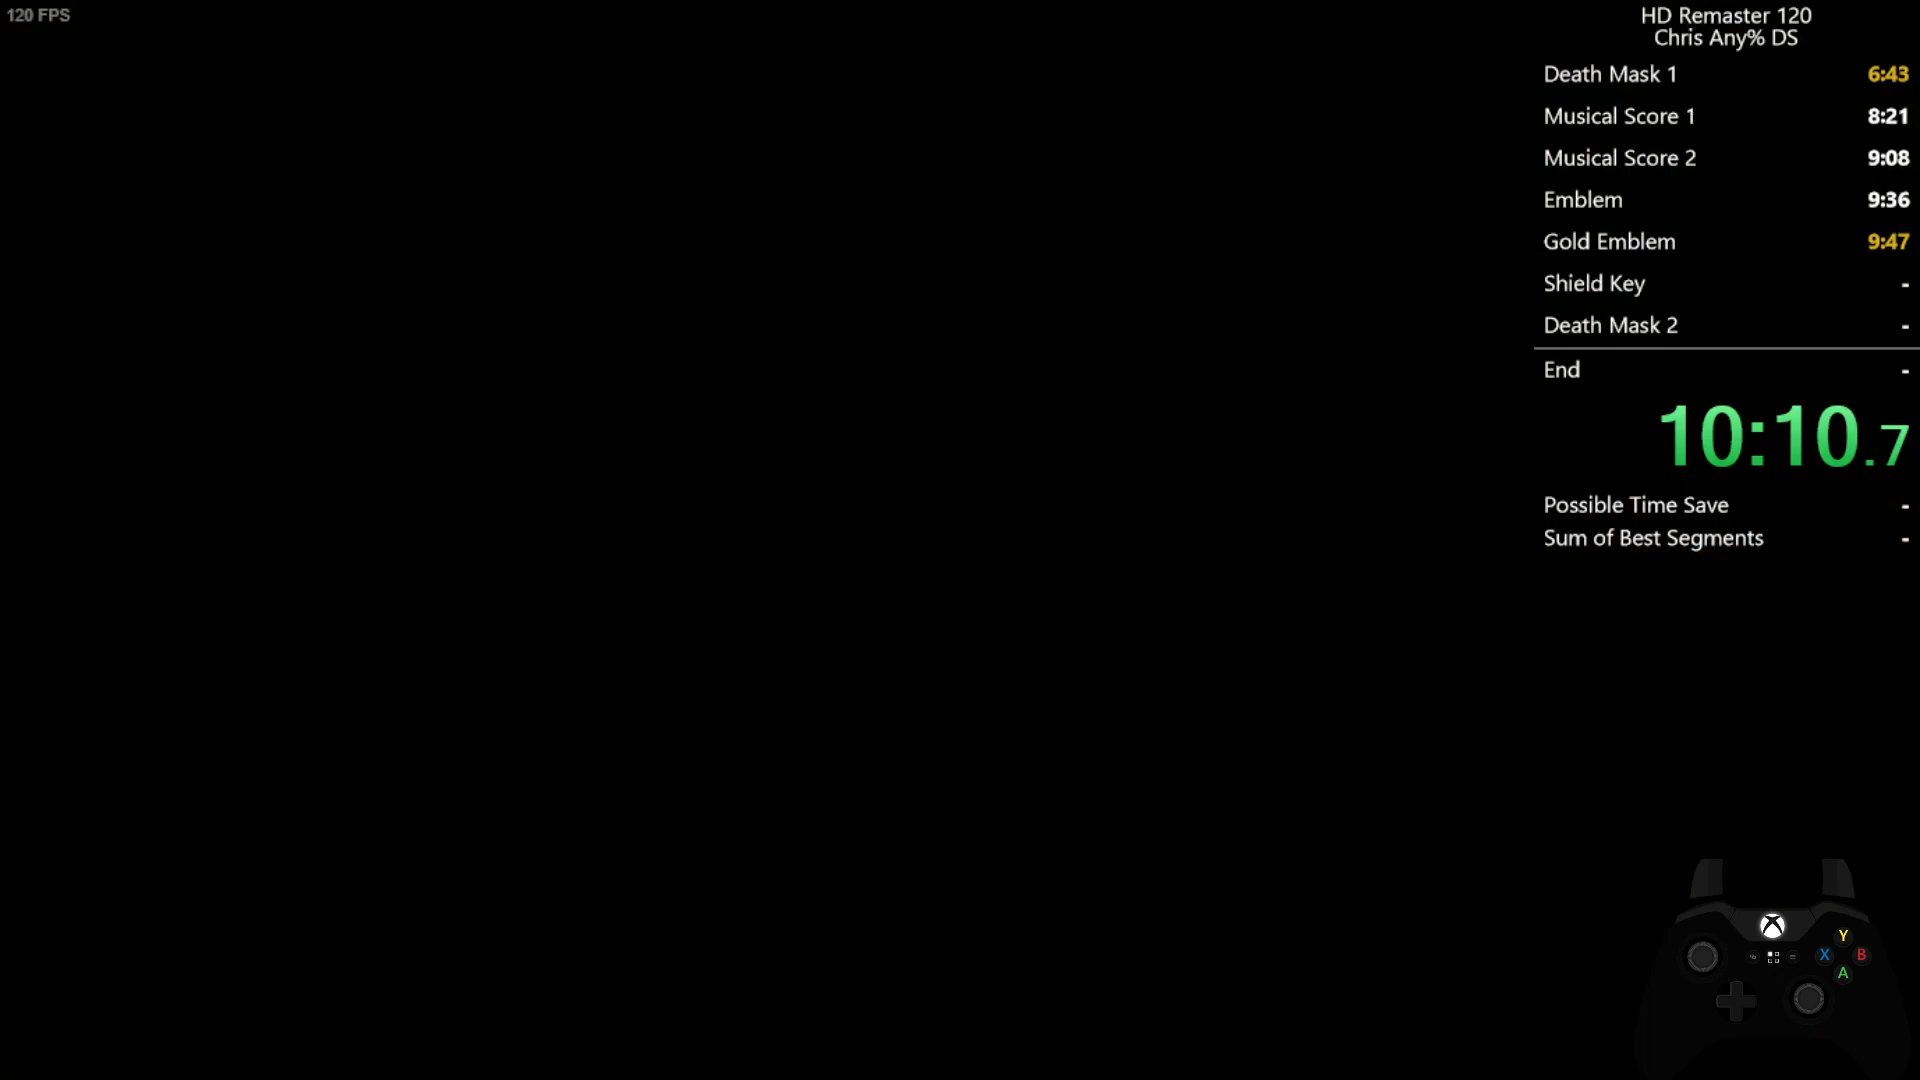 120 FPS
HD Remaster 120
Chris Any% DS
Death Mask 1 6:43
Musical Score 1 8:21
Musical Score 2 9:08
Emblem 9:36
Gold Emblem 9:47
Shield Key -
Death Mask 2 -
End -
10:10.7
Possible Time Save -
Sum of Best Segments -
Y
X B
A